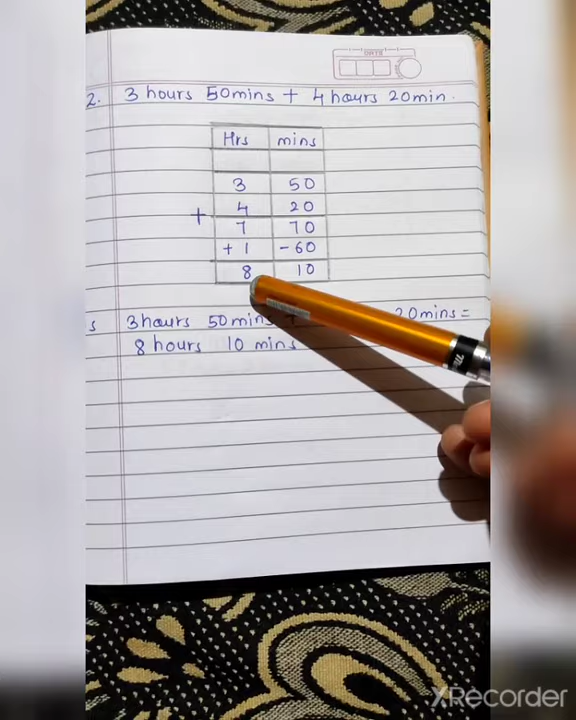 DATE
2. 3 hours 50mins + 4 hours 20min.
Hrs mins
3 50
+ 4 20
7 70
+ 1 - 60
8 10
s 3hours 50mins + 20mins =
8 hours 10 mins
XRecorder